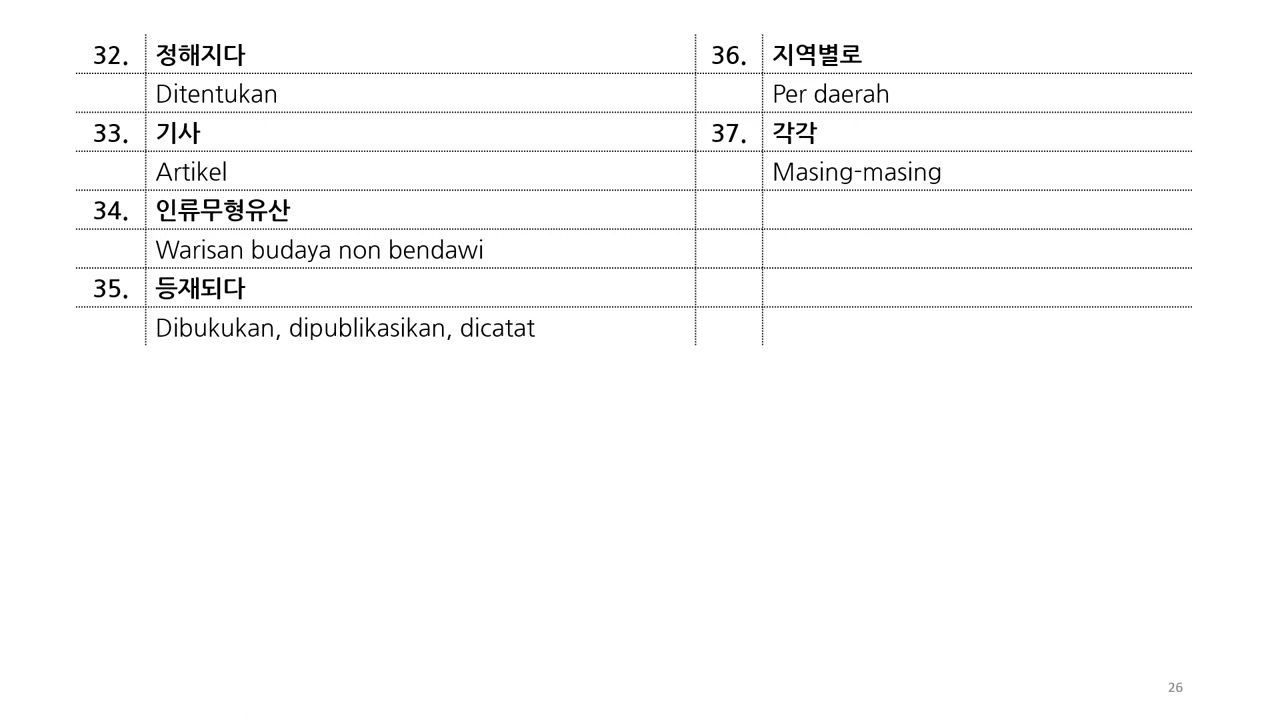 32. 정해지다
Ditentukan
33. 기사
Artikel
34. 인류무형유산
Warisan budaya non bendawi
35. 등재되다
Dibukukan, dipublikasikan, dicatat
36. 지역별로
Per daerah
37. 각각
Masing-masing
26